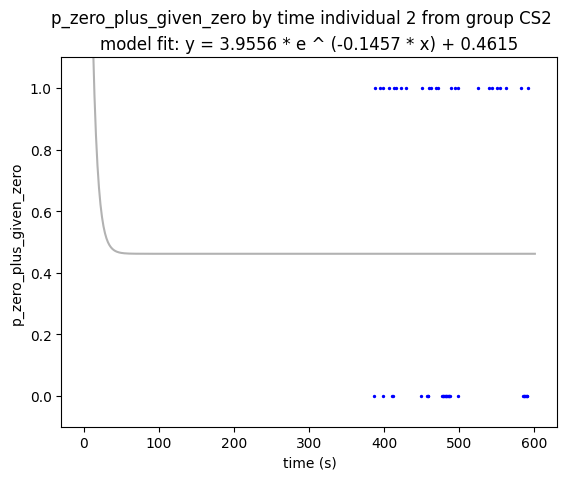 p_zero_plus_given_zero by time individual 2 from group CS2
model fit: y = 3.9556 * e ^ (-0.1457 * x) + 0.4615
1.0
0.8
0.6
0.4
0.2
0.0
p_zero_plus_given_zero
0 100 200 300 400 500 600
time (s)